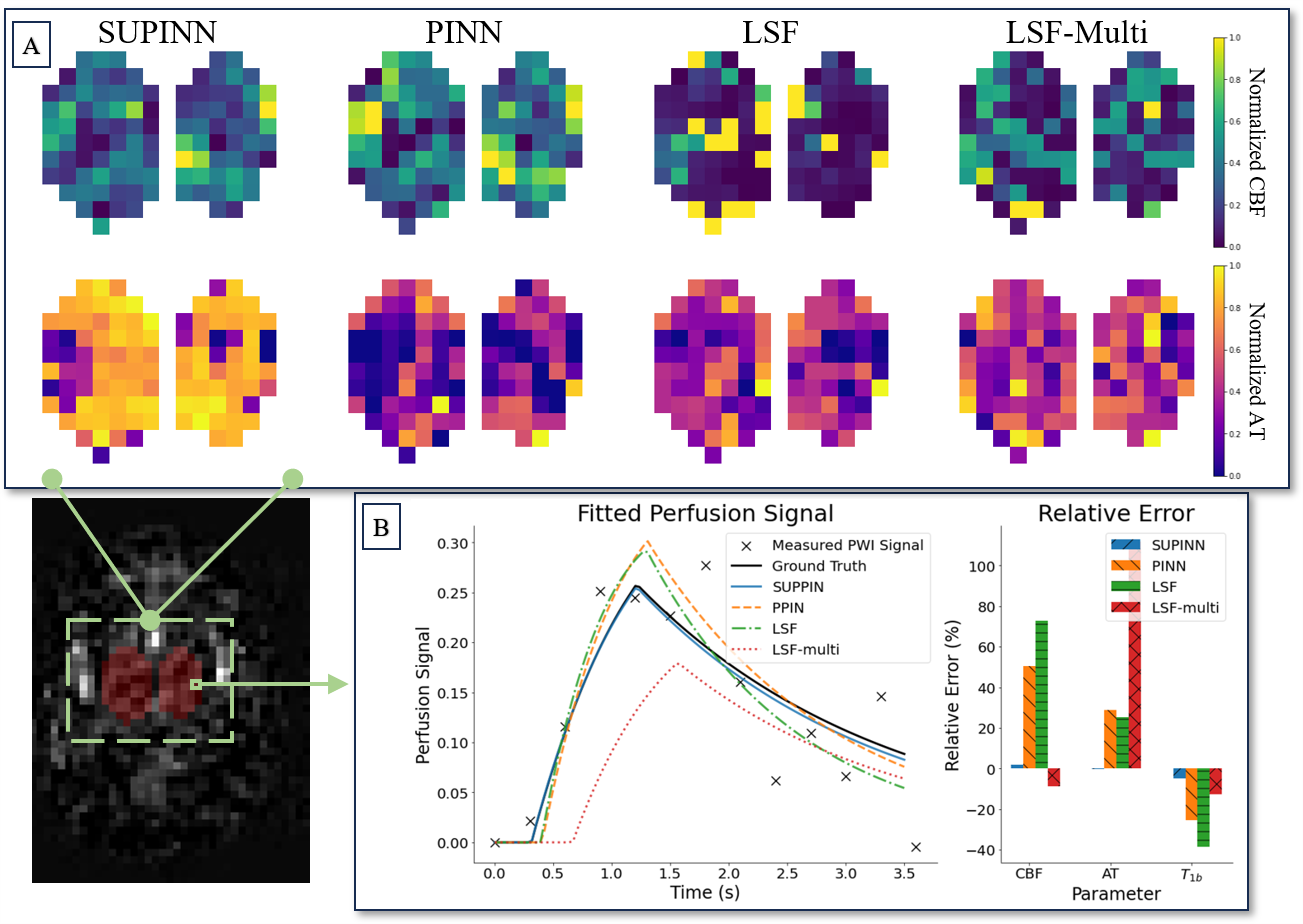 A
SUPINN
PINN
LSF
LSF-Multi
1.0
0.8
0.6
0.4
0.2
0.0
Normalized CBF
1.0
0.8
0.6
0.4
0.2
0.0
Normalized AT
B
Fitted Perfusion Signal
Perfusion Signal
0.30
0.25
0.20
0.15
0.10
0.05
0.00
Measured PWI Signal
Ground Truth
SUPPIN
PPIN
LSF
LSF-multi
0.0 0.5 1.0 1.5 2.0 2.5 3.0 3.5
Time (s)
Relative Error
Relative Error (%)
100
80
60
40
20
0
−20
−40
SUPINN
PINN
LSF
LSF-multi
CBF AT T1b
Parameter